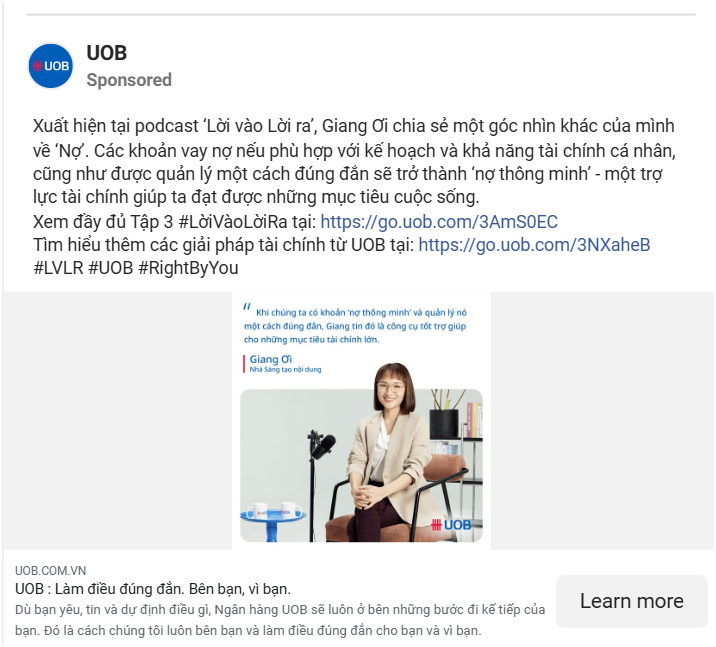 UOB
UOB
Sponsored
Xuất hiện tại podcast ‘Lời vào Lời ra’, Giang Ơi chia sẻ một góc nhìn khác của mình
về ‘Nợ’. Các khoản vay nợ nếu phù hợp với kế hoạch và khả năng tài chính cá nhân,
cũng như được quản lý một cách đúng đắn sẽ trở thành ‘nợ thông minh’ - một trợ
lực tài chính giúp ta đạt được những mục tiêu cuộc sống.
Xem đầy đủ Tập 3 #LờiVàoLờiRa tại: https://go.uob.com/3AmS0EC
Tìm hiểu thêm các giải pháp tài chính từ UOB tại: https://go.uob.com/3NXaheB
#LVLR #UOB #RightByYou
“ Khi chúng ta có khoản 'nợ thông minh' và quản lý nó
một cách đúng đắn, Giang tin đó là công cụ tốt trợ giúp
cho những mục tiêu tài chính lớn.
Giang Ơi
Nhà Sáng tạo nội dung
UOB
UOB.COM.VN
UOB : Làm điều đúng đắn. Bên bạn, vì bạn.
Dù bạn yêu, tin và dự định điều gì, Ngân hàng UOB sẽ luôn ở bên những bước đi kế tiếp của
bạn. Đó là cách chúng tôi luôn bên bạn và làm điều đúng đắn cho bạn và vì bạn.
Learn more